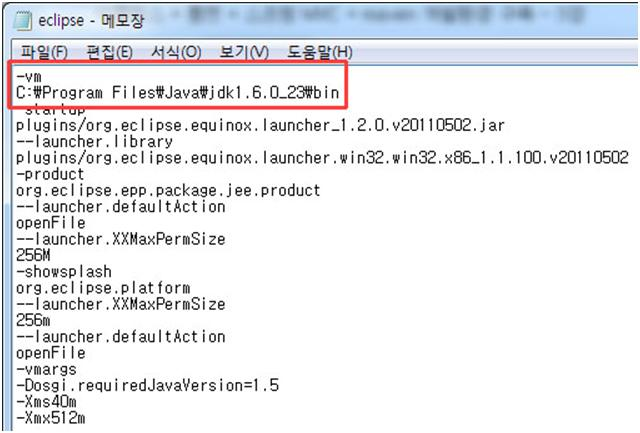 eclipse - 메모장
파일(F) 편집(E) 서식(O) 보기(V) 도움말(H)
-vm
C:₩Program Files₩Java₩jdk1.6.0_23₩bin
-startup
plugins/org.eclipse.equinox.launcher_1.2.0.v20110502.jar
--launcher.library
plugins/org.eclipse.equinox.launcher.win32.win32.x86_1.1.100.v20110502
-product
org.eclipse.epp.package.jee.product
--launcher.defaultAction
openFile
--launcher.XXMaxPermSize
256M
-showsplash
org.eclipse.platform
--launcher.XXMaxPermSize
256m
--launcher.defaultAction
openFile
-vmargs
-Dosgi.requiredJavaVersion=1.5
-Xms40m
-Xmx512m